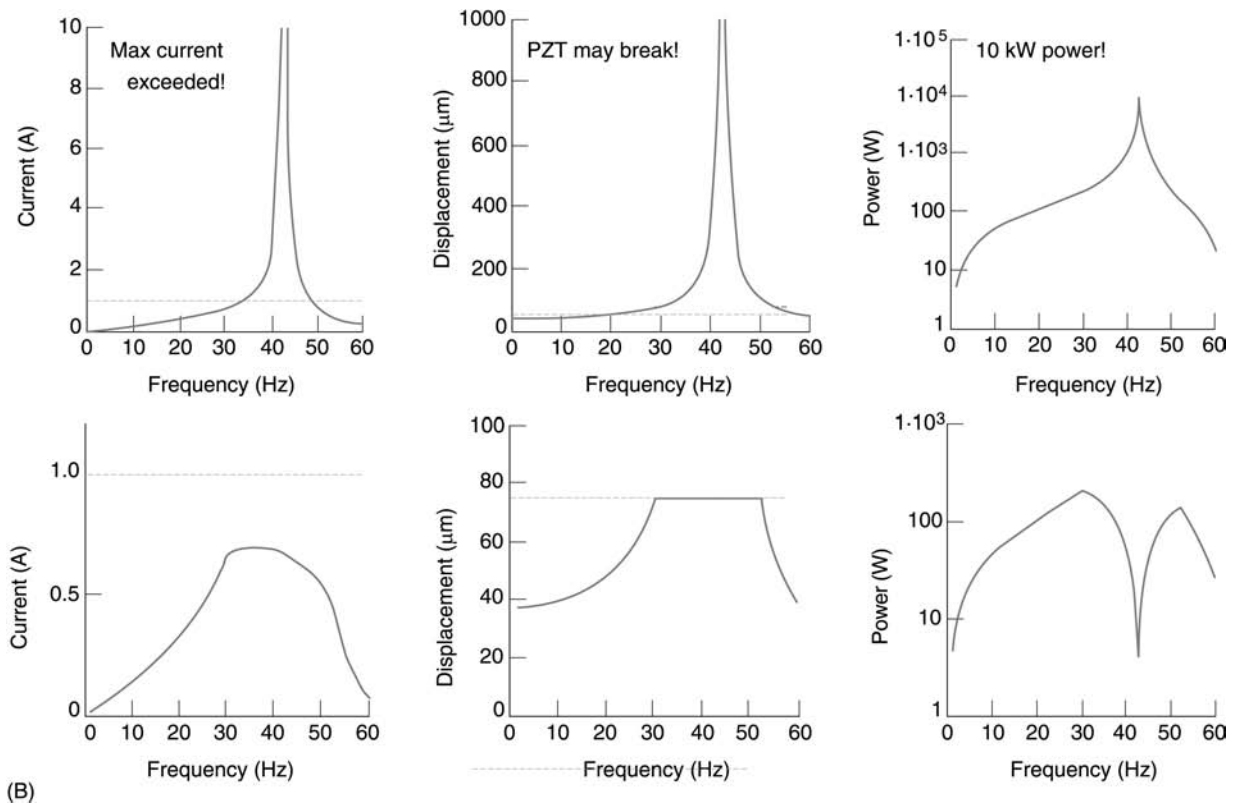 Max current
exceeded!
Current (A)
10
8
6
4
2
0
0 10 20 30 40 50 60
Frequency (Hz)
PZT may break!
Displacement (μm)
1000
800
600
400
200
0
0 10 20 30 40 50 60
Frequency (Hz)
10 kW power!
Power (W)
1·10⁵
1·10⁴
1·10³
100
10
1
0 10 20 30 40 50 60
Frequency (Hz)
Current (A)
1.0
0.5
0
0 10 20 30 40 50 60
Frequency (Hz)
Displacement (μm)
100
80
60
40
20
0
0 10 20 30 40 50 60
Frequency (Hz)
Power (W)
1·10³
100
10
1
0 10 20 30 40 50 60
Frequency (Hz)
(B)